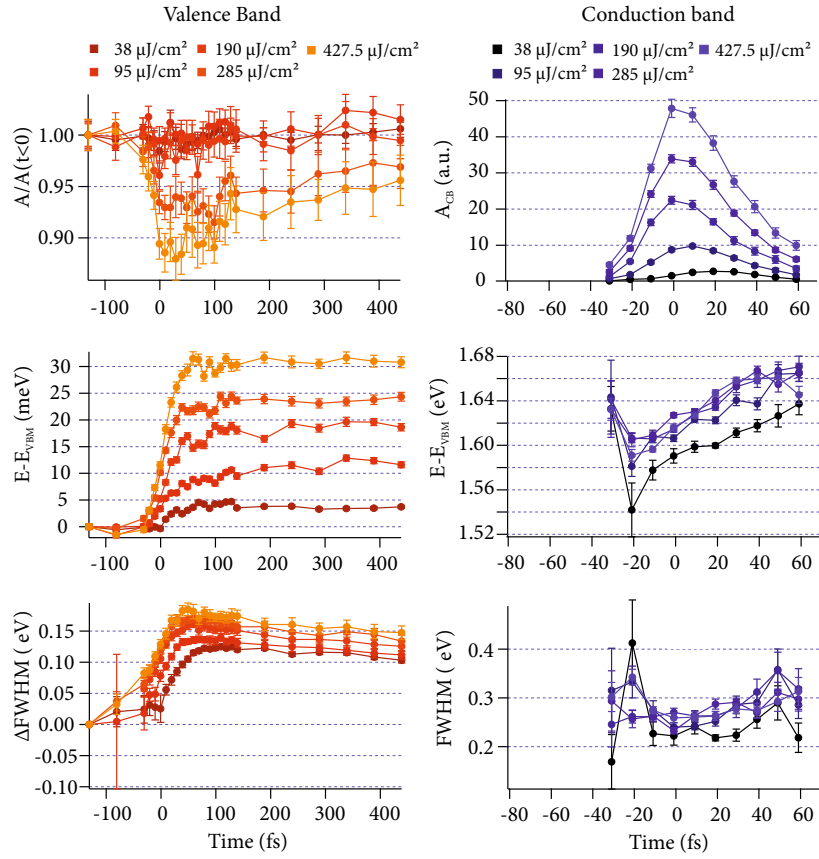 Valence Band
Conduction band
38 μJ/cm² 190 μJ/cm² 427.5 μJ/cm²
95 μJ/cm² 285 μJ/cm²
38 μJ/cm² 190 μJ/cm² 427.5 μJ/cm²
95 μJ/cm² 285 μJ/cm²
A/A(t<0)
1.00
0.95
0.90
-100 0 100 200 300 400
A_CB (a.u.)
50
40
30
20
10
0
-80 -60 -40 -20 0 20 40 60
E-E_VBM (meV)
30
25
20
15
10
5
0
-100 0 100 200 300 400
E-E_VBM (eV)
1.68
1.64
1.60
1.56
1.52
-80 -60 -40 -20 0 20 40 60
ΔFWHM ( eV)
0.15
0.10
0.05
0.00
-0.05
-0.10
-100 0 100 200 300 400
Time (fs)
FWHM ( eV)
0.4
0.3
0.2
-80 -60 -40 -20 0 20 40 60
Time (fs)